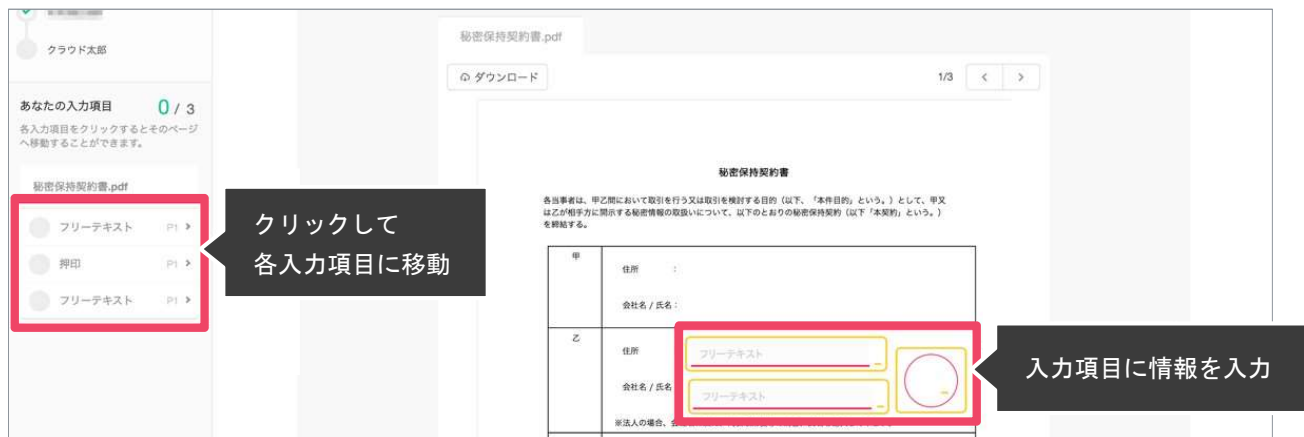 クラウド太郎
あなたの入力項目 0 / 3
各入力項目をクリックするとそのページ
へ移動することができます。
秘密保持契約書.pdf
フリーテキスト P1
押印 P1
フリーテキスト P1
クリックして
各入力項目に移動
秘密保持契約書.pdf
ダウンロード
1/3
秘密保持契約書
各当事者は、甲乙間において取引を行う又は取引を検討する目的（以下、「本件目的」という。）として、甲又
は乙が相手方に開示する秘密情報の取扱いについて、以下のとおりの秘密保持契約（以下「本契約」という。）
を締結する。
甲
住所 :
会社名 / 氏名 :
乙
住所
フリーテキスト
会社名 / 氏名
フリーテキスト
※法人の場合、
入力項目に情報を入力